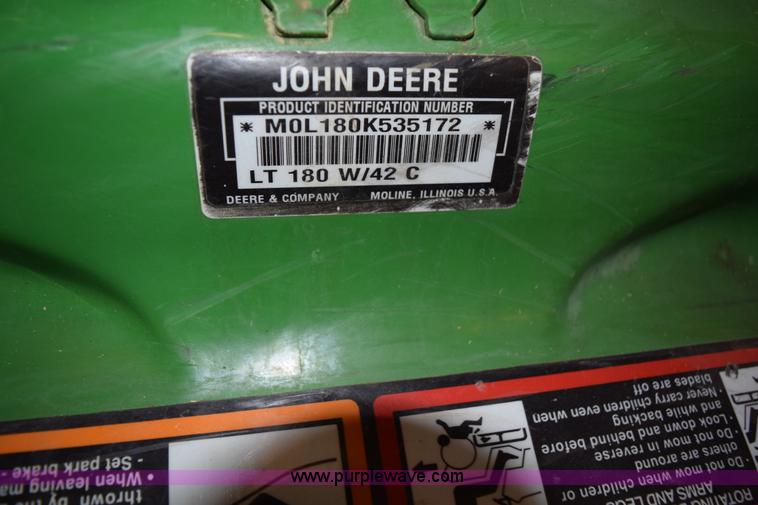 JOHN DEERE
PRODUCT IDENTIFICATION NUMBER
* M0L180K535172 *
LT 180 W/42 C
DEERE & COMPANY MOLINE, ILLINOIS U.S.A.
ROTATING
ARMS AND LEGS
· Do not mow when children or
others are around
· Do not mow in reverse
· Look down and behind before
and while backing
· Never carry children even when
blades are off
thrown by the
· When leaving
- Set park brake -
www.purplewave.com